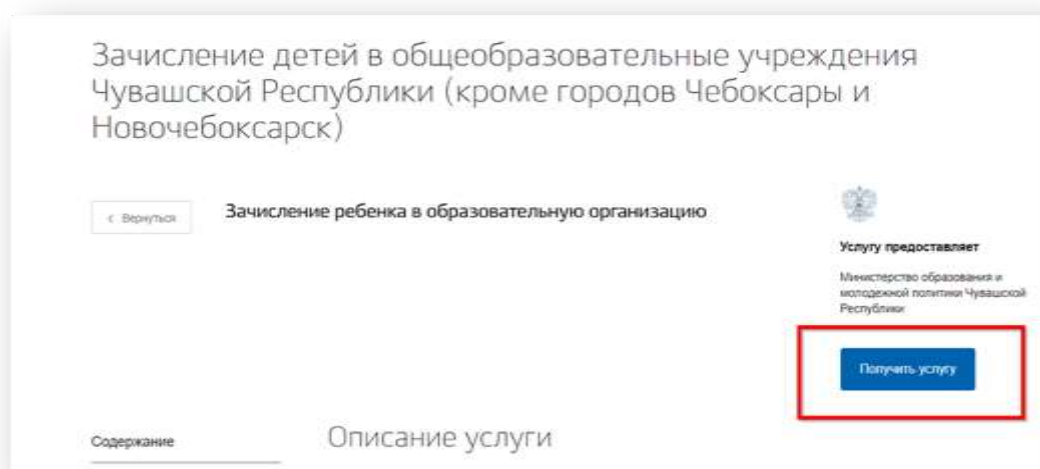 Зачисление детей в общеобразовательные учреждения
Чувашской Республики (кроме городов Чебоксары и
Новочебоксарск)
< Вернуться
Зачисление ребенка в образовательную организацию
Услугу предоставляет
Министерство образования и
молодежной политики Чувашской
Республики
Получить услугу
Содержание
Описание услуги